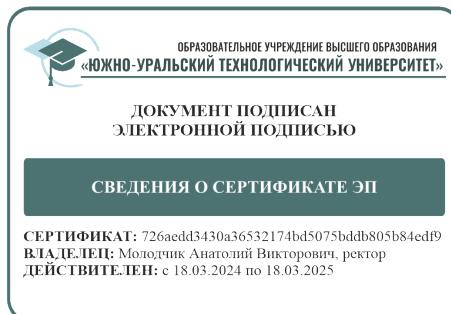 ОБРАЗОВАТЕЛЬНОЕ УЧРЕЖДЕНИЕ ВЫСШЕГО ОБРАЗОВАНИЯ
«ЮЖНО-УРАЛЬСКИЙ ТЕХНОЛОГИЧЕСКИЙ УНИВЕРСИТЕТ»
ДОКУМЕНТ ПОДПИСАН
ЭЛЕКТРОННОЙ ПОДПИСЬЮ
СВЕДЕНИЯ О СЕРТИФИКАТЕ ЭП
СЕРТИФИКАТ: 726aedd3430a36532174bd5075bddb805b84edf9
ВЛАДЕЛЕЦ: Молодчик Анатолий Викторович, ректор
ДЕЙСТВИТЕЛЕН: с 18.03.2024 по 18.03.2025